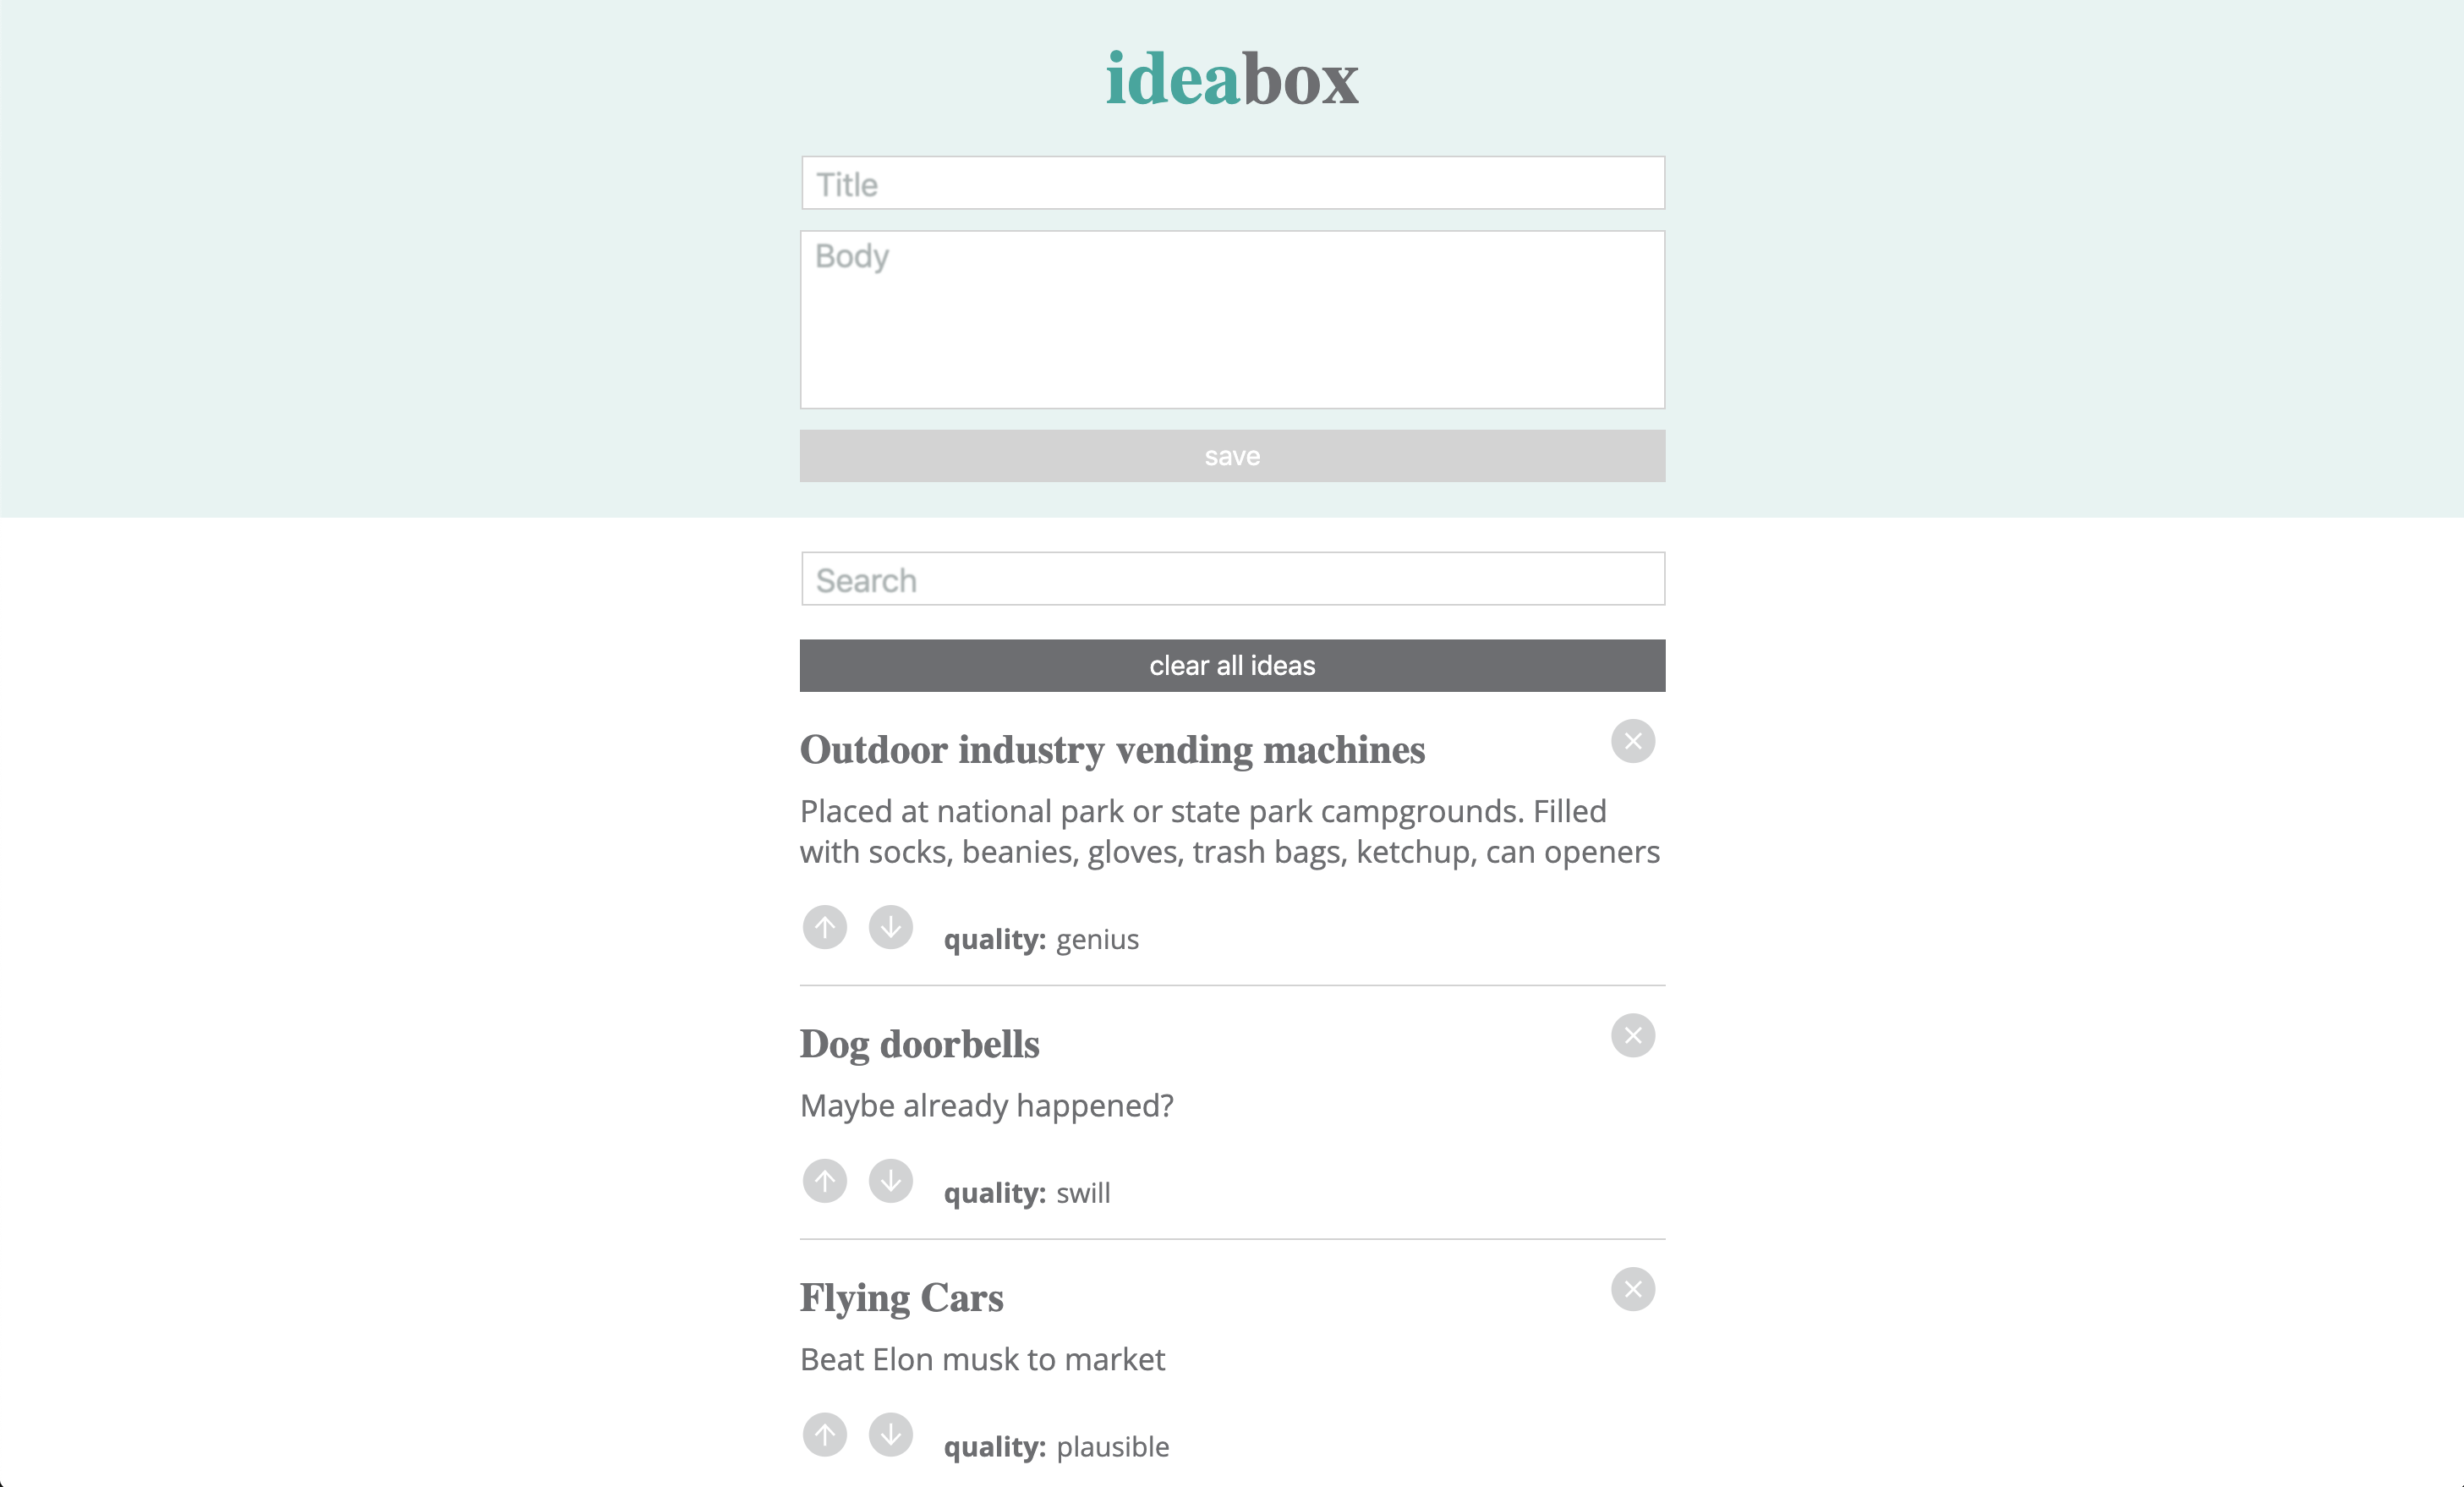 ideabox
Title
Body
save
Search
clear all ideas
Outdoor industry vending machines
Placed at national park or state park campgrounds. Filled
with socks, beanies, gloves, trash bags, ketchup, can openers
quality: genius
Dog doorbells
Maybe already happened?
quality: swill
Flying Cars
Beat Elon musk to market
quality: plausible